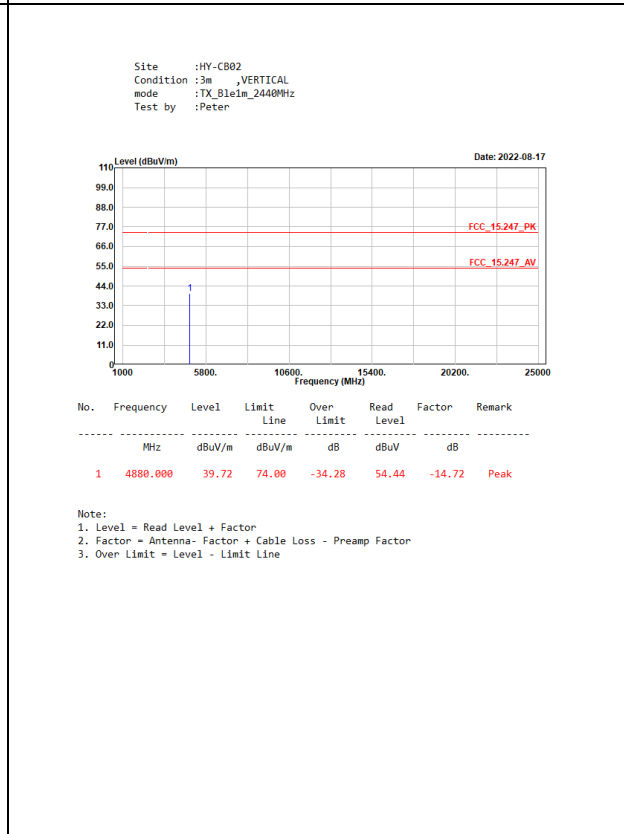 Site :HY-CB02
Condition :3m ,VERTICAL
mode :TX_Ble1m_2440MHz
Test by :Peter
Level (dBuV/m)
Date: 2022-08-17
110
99.0
88.0
77.0
FCC_15.247_PK
66.0
55.0
FCC_15.247_AV
44.0
1
33.0
22.0
11.0
0
1000 5800. 10600. 15400. 20200. 25000
Frequency (MHz)
No. Frequency Level Limit Over Read Factor Remark
Line Limit Level
------ ----------- -------- --------- --------- -------- -------- ---------
MHz dBuV/m dBuV/m dB dBuV dB
1 4880.000 39.72 74.00 -34.28 54.44 -14.72 Peak
Note:
1. Level = Read Level + Factor
2. Factor = Antenna- Factor + Cable Loss - Preamp Factor
3. Over Limit = Level - Limit Line